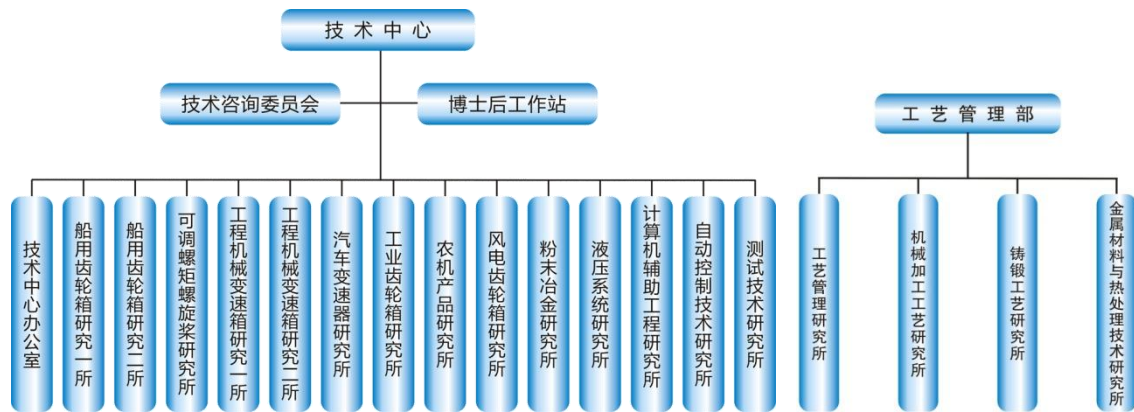 技术中心
技术咨询委员会
博士后工作站
工艺管理部
技术中心办公室
船用齿轮箱研究一所
船用齿轮箱研究二所
可调螺矩螺旋桨研究所
工程机械变速箱研究一所
工程机械变速箱研究二所
汽车变速器研究所
工业齿轮箱研究所
农机产品研究所
风电齿轮箱研究所
粉末冶金研究所
液压系统研究所
计算机辅助工程研究所
自动控制技术研究所
测试技术研究所
工艺管理研究所
机械加工工艺研究所
铸锻工艺研究所
金属材料与热处理技术研究所